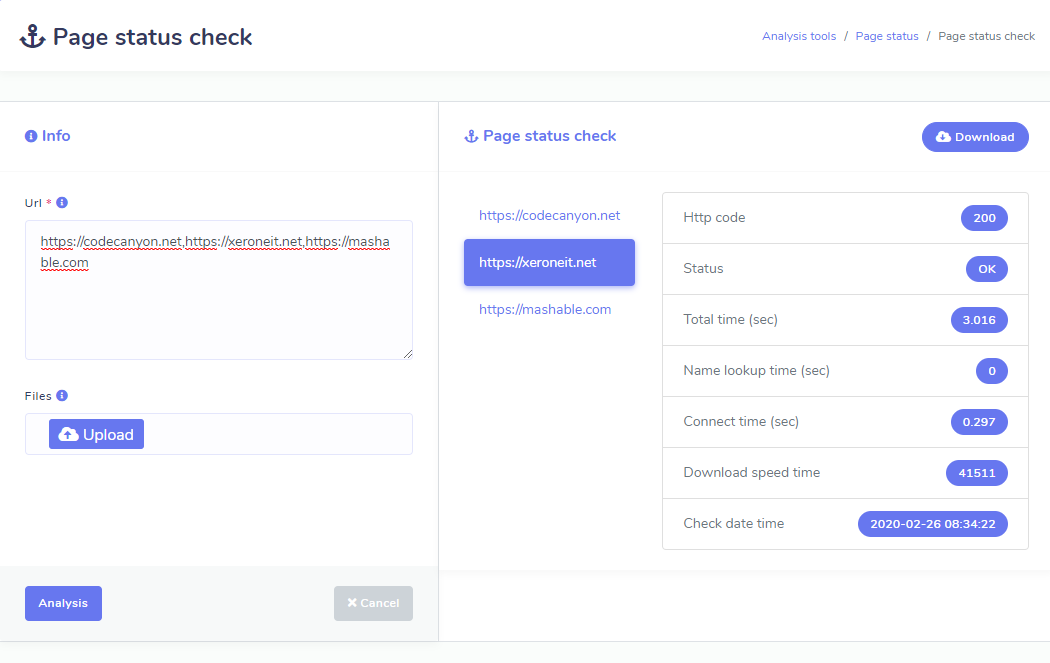 Page status check
Analysis tools / Page status / Page status check
Info
Url *
https://codecanyon.net,https://xeroneit.net,https://masha
ble.com
Files
Upload
Analysis
Cancel
Page status check
Download
https://codecanyon.net
https://xeroneit.net
https://mashable.com
Http code 200
Status OK
Total time (sec) 3.016
Name lookup time (sec) 0
Connect time (sec) 0.297
Download speed time 41511
Check date time 2020-02-26 08:34:22